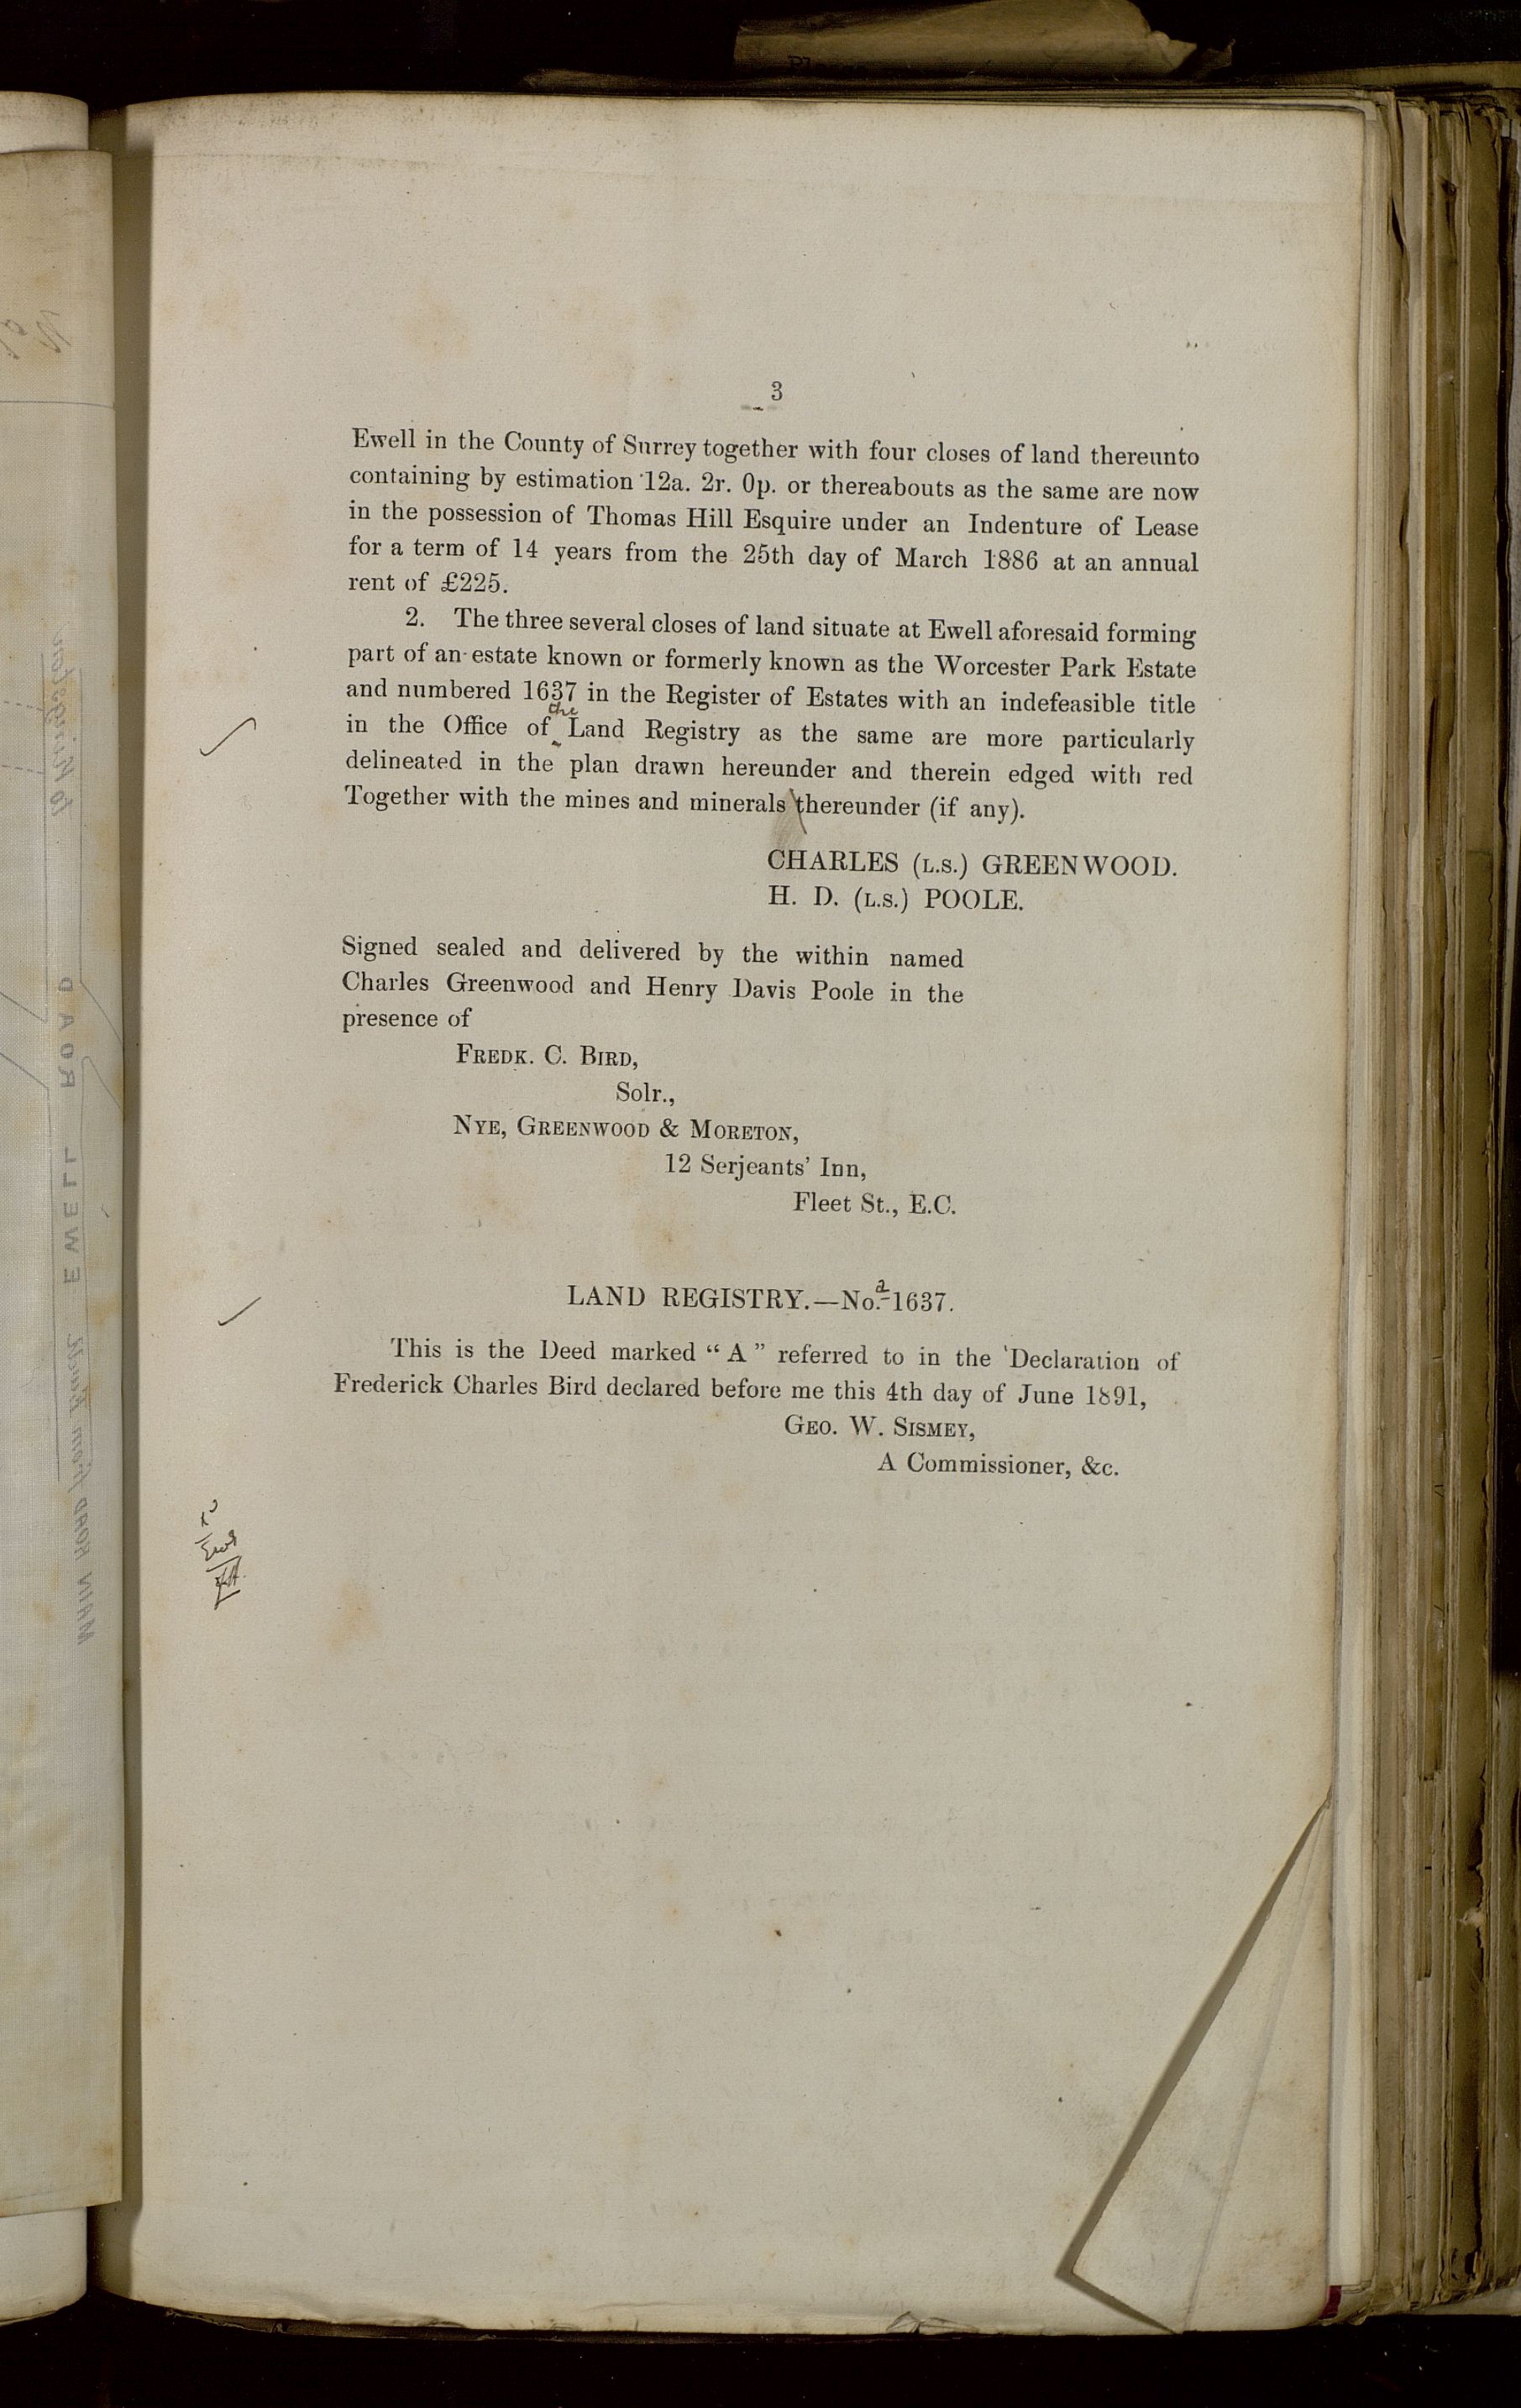 3
Ewell in the County of Surrey together with four closes of land thereunto
containing by estimation 12a. 2r. 0p. or thereabouts as the same are now
in the possession of Thomas Hill Esquire under an Indenture of Lease
for a term of 14 years from the 25th day of March 1886 at an annual
rent of £225.
2. The three several closes of land situate at Ewell aforesaid forming
part of an estate known or formerly known as the Worcester Park Estate
and numbered 1637 in the Register of Estates with an indefeasible title
in the Office of the Land Registry as the same are more particularly
delineated in the plan drawn hereunder and therein edged with red
Together with the mines and minerals thereunder (if any).
CHARLES (L.S.) GREENWOOD.
H. D. (L.S.) POOLE.
Signed sealed and delivered by the within named
Charles Greenwood and Henry Davis Poole in the
presence of
FREDK. C. BIRD,
Solr.,
NYE, GREENWOOD & MORETON,
12 Serjeants' Inn,
Fleet St., E.C.
LAND REGISTRY.—No. 1637.
This is the Deed marked "A" referred to in the Declaration of
Frederick Charles Bird declared before me this 4th day of June 1891,
GEO. W. SISMEY,
A Commissioner, &c.
EWELL ROAD
MAIN ROAD from Ewell
to Kingston